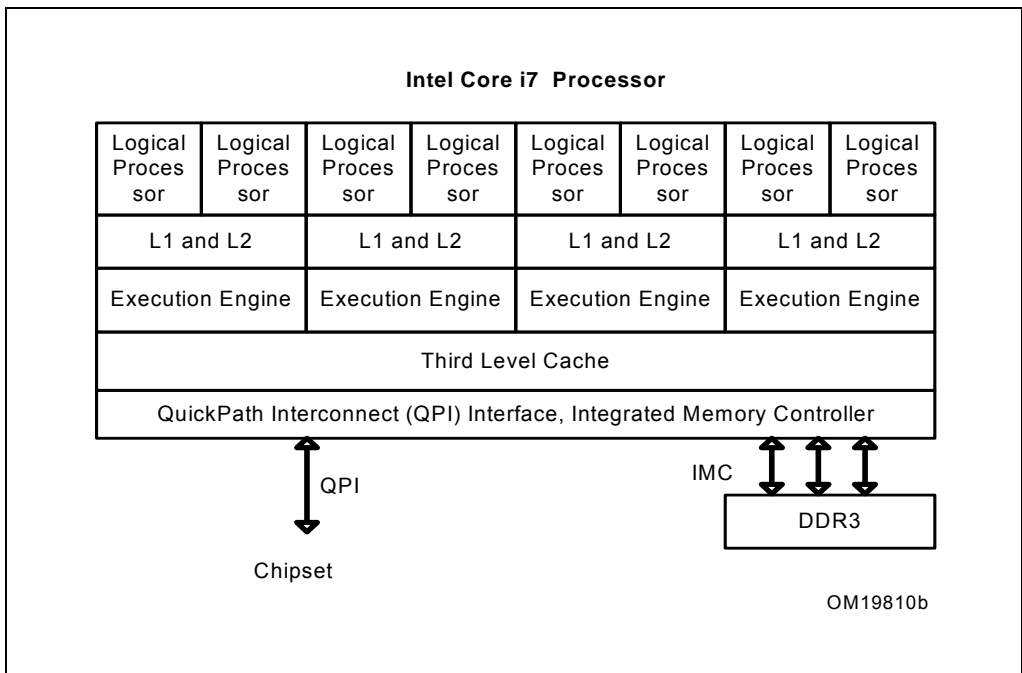 Intel Core i7 Processor
Logical Logical Logical Logical Logical Logical Logical Logical
Proces Proces Proces Proces Proces Proces Proces Proces
sor sor sor sor sor sor sor sor
L1 and L2 L1 and L2 L1 and L2 L1 and L2
Execution Engine Execution Engine Execution Engine Execution Engine
Third Level Cache
QuickPath Interconnect (QPI) Interface, Integrated Memory Controller
QPI IMC
DDR3
Chipset
OM19810b